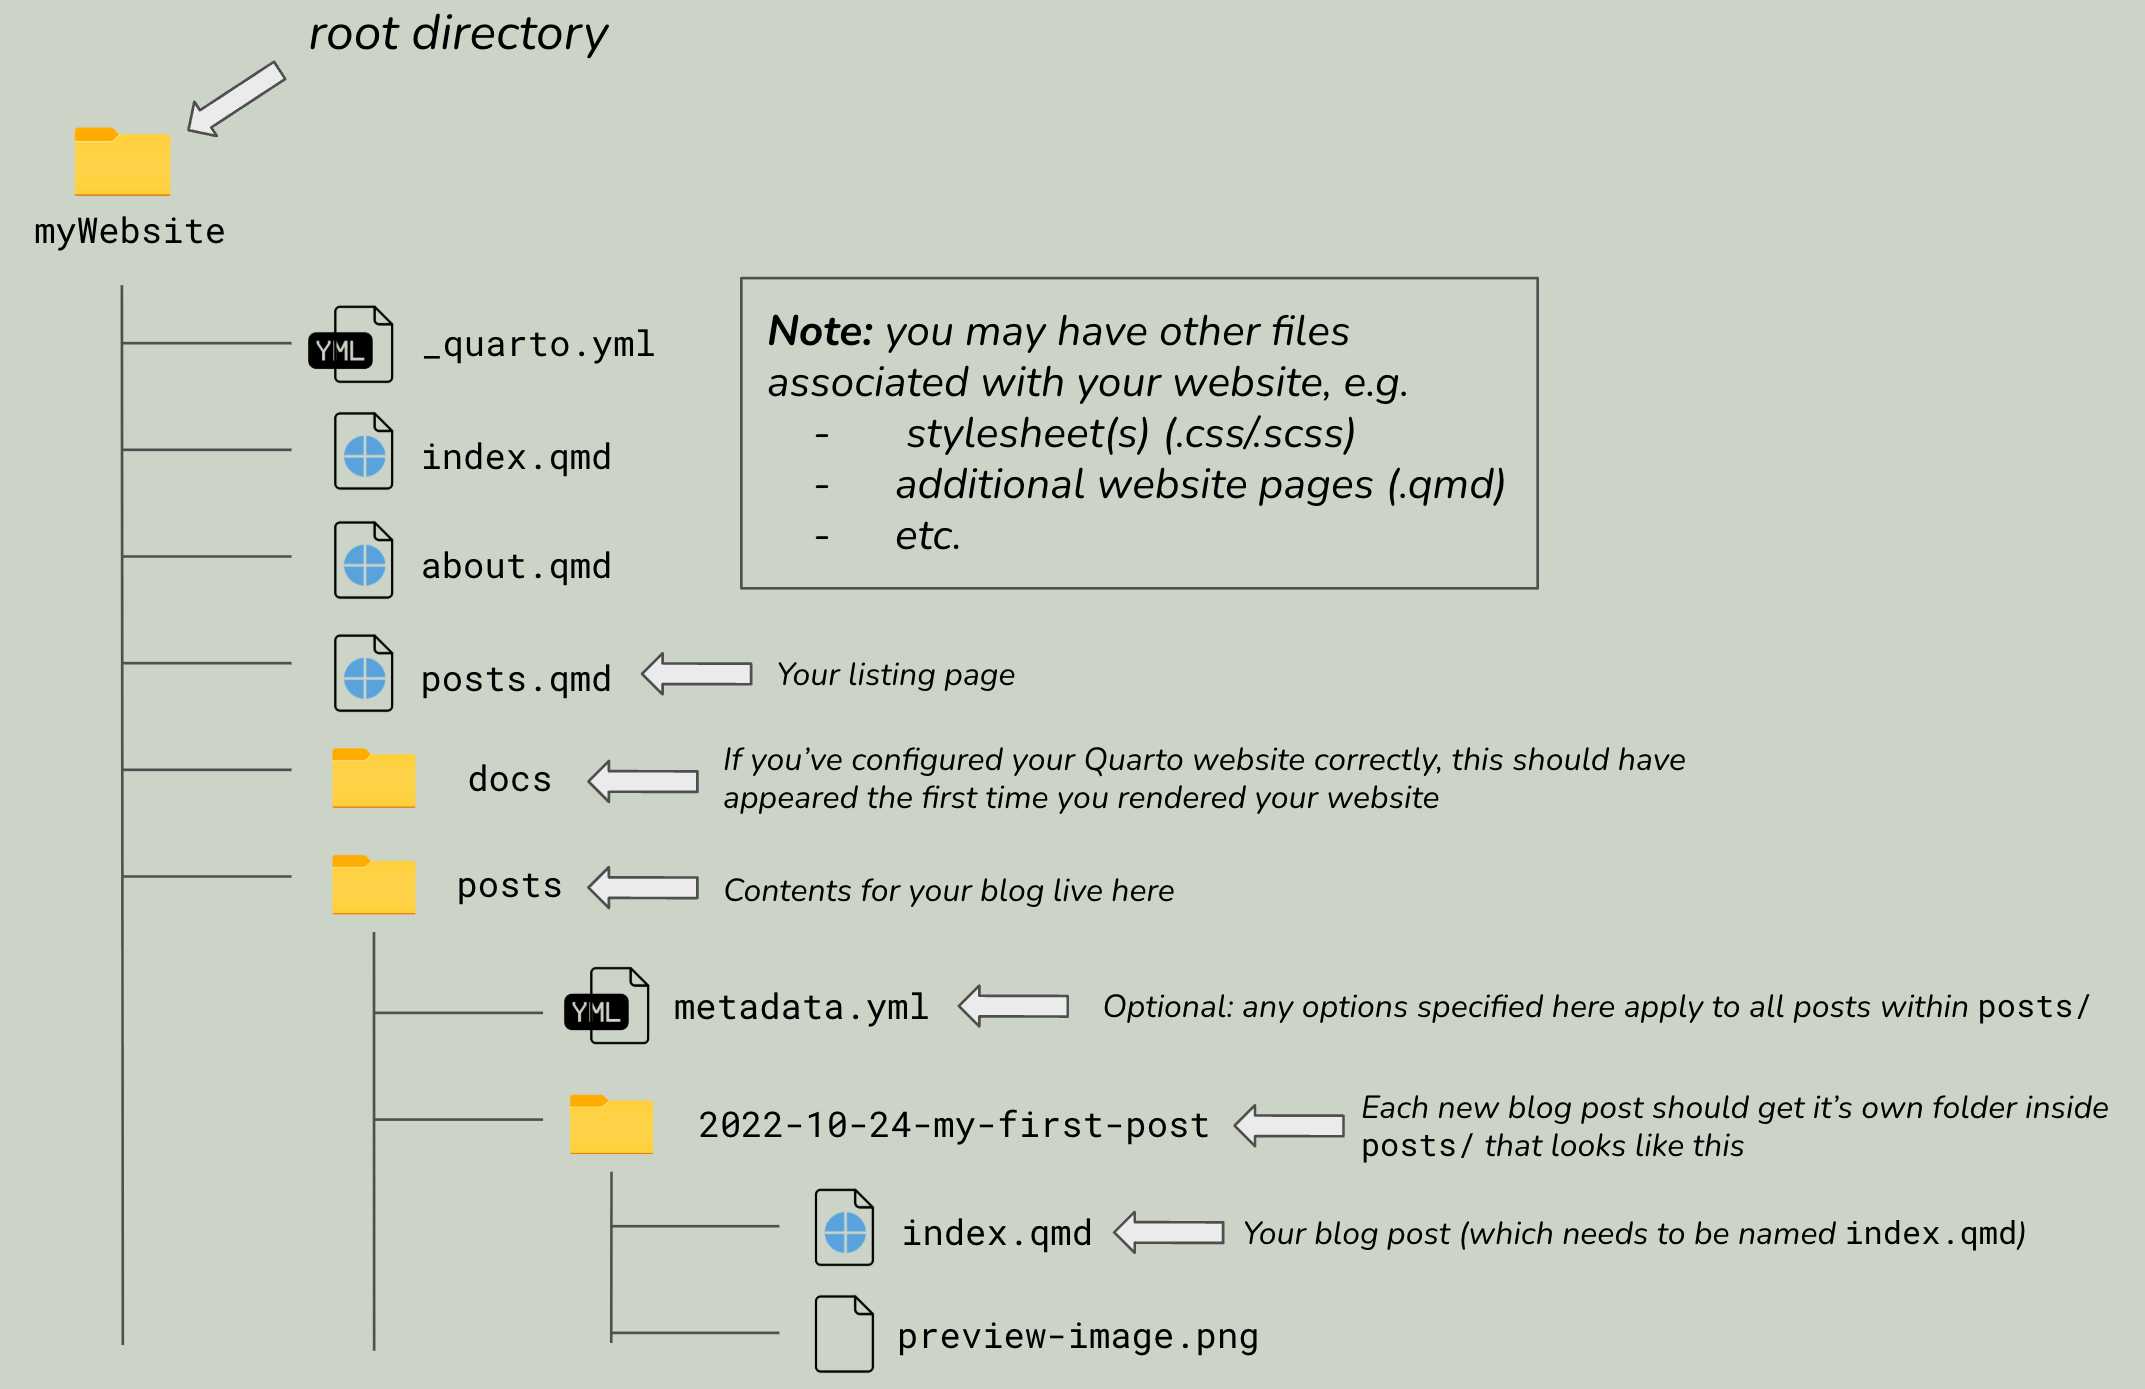 root directory
myWebsite
YML _quarto.yml
Note: you may have other files
associated with your website, e.g.
- stylesheet(s) (.css/.scss)
- additional website pages (.qmd)
- etc.
index.qmd
about.qmd
posts.qmd Your listing page
docs
If you’ve configured your Quarto website correctly, this should have
appeared the first time you rendered your website
posts Contents for your blog live here
YML metadata.yml Optional: any options specified here apply to all posts within posts/
2022-10-24-my-first-post
Each new blog post should get it’s own folder inside
posts/ that looks like this
index.qmd Your blog post (which needs to be named index.qmd)
preview-image.png